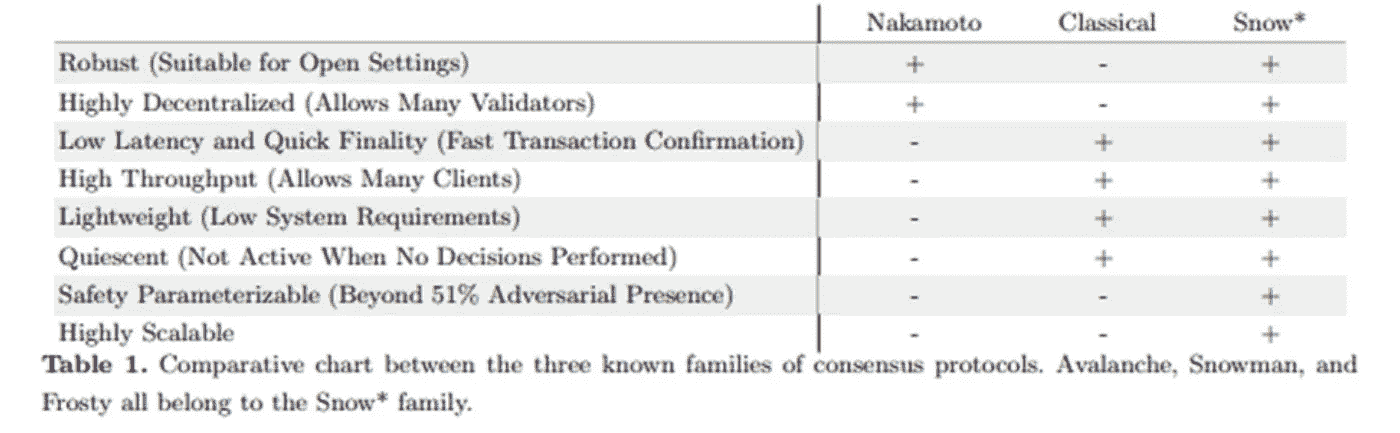 Nakamoto Classical Snow*
Robust (Suitable for Open Settings) + - +
Highly Decentralized (Allows Many Validators) + - +
Low Latency and Quick Finality (Fast Transaction Confirmation) - + +
High Throughput (Allows Many Clients) - + +
Lightweight (Low System Requirements) - + +
Quiescent (Not Active When No Decisions Performed) - + +
Safety Parameterizable (Beyond 51% Adversarial Presence) - - +
Highly Scalable - - +
Table 1. Comparative chart between the three known families of consensus protocols. Avalanche, Snowman, and
Frosty all belong to the Snow* family.